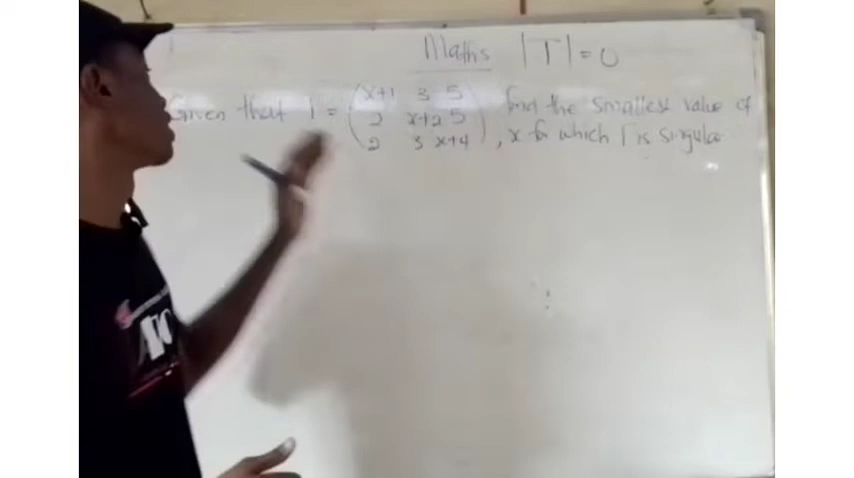 Maths |T| = 0
Given that T = (x+1 3 5 find the smallest value of
2 x+2 5
2 3 x+4) , x for which T is singular